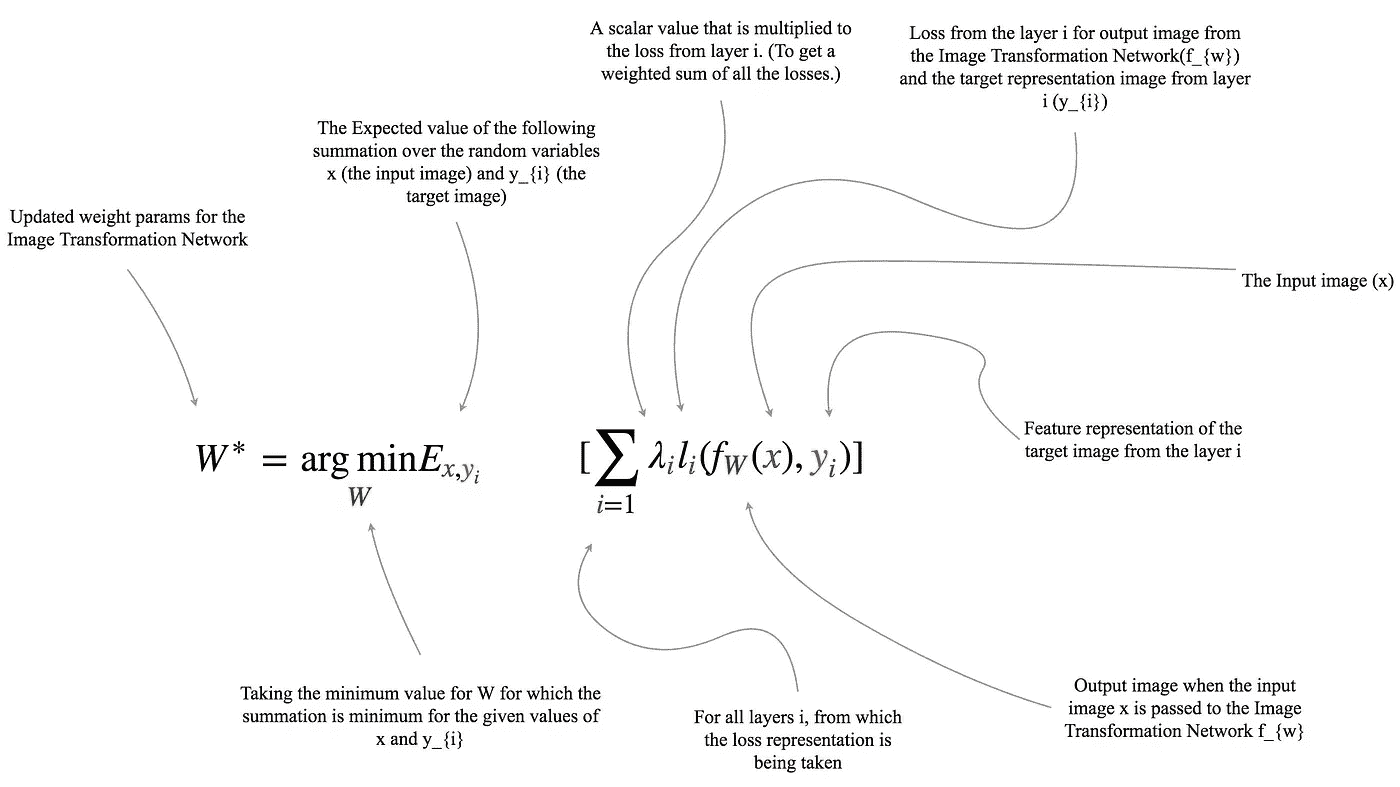 A scalar value that is multiplied to
the loss from layer i. (To get a
weighted sum of all the losses.)
Loss from the layer i for output image from
the Image Transformation Network(f_{w})
and the target representation image from layer
i (y_{i})
The Expected value of the following
summation over the random variables
x (the input image) and y_{i} (the
target image)
Updated weight params for the
Image Transformation Network
The Input image (x)
Feature representation of the
target image from the layer i
W* = arg min E_{x,y_i} [∑ λ_i l_i(f_W(x), y_i)]
W
i=1
Taking the minimum value for W for which the
summation is minimum for the given values of
x and y_{i}
For all layers i, from which
the loss representation is
being taken
Output image when the input
image x is passed to the Image
Transformation Network f_{w}